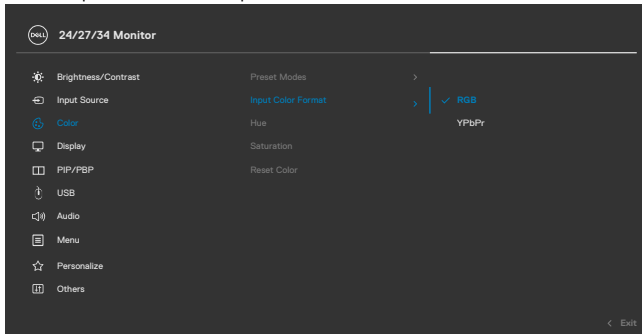 DELL
24/27/34 Monitor
Brightness/Contrast
Preset Modes
Input Source
Input Color Format
RGB
Color
Hue
YPbPr
Display
Saturation
PIP/PBP
Reset Color
USB
Audio
Menu
Personalize
Others
Exit